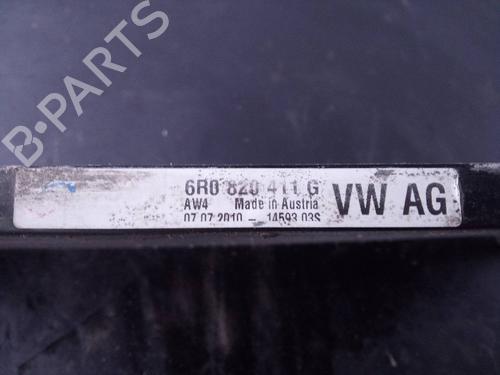 B-PARTS
6R0 820 411 G
AW4 Made in Austria
07.07.2010 - 14593 03S
VW AG